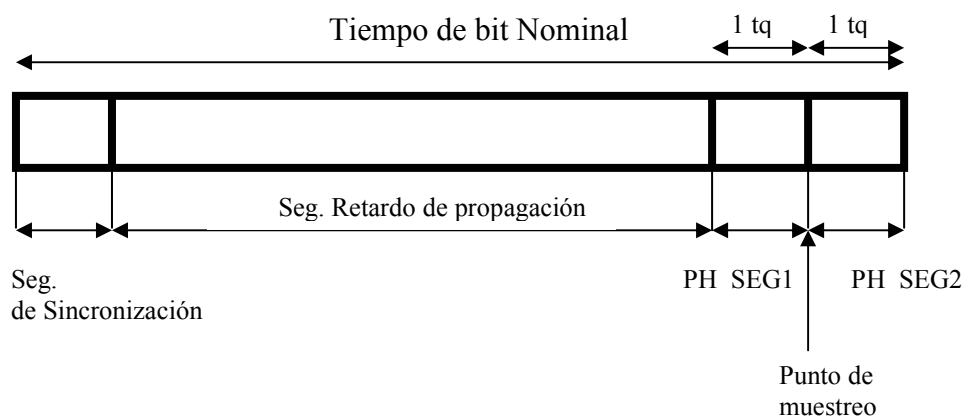 Tiempo de bit Nominal
1 tq
1 tq
Seg. Retardo de propagación
Seg.
de Sincronización
PH SEG1
PH SEG2
Punto de
muestreo